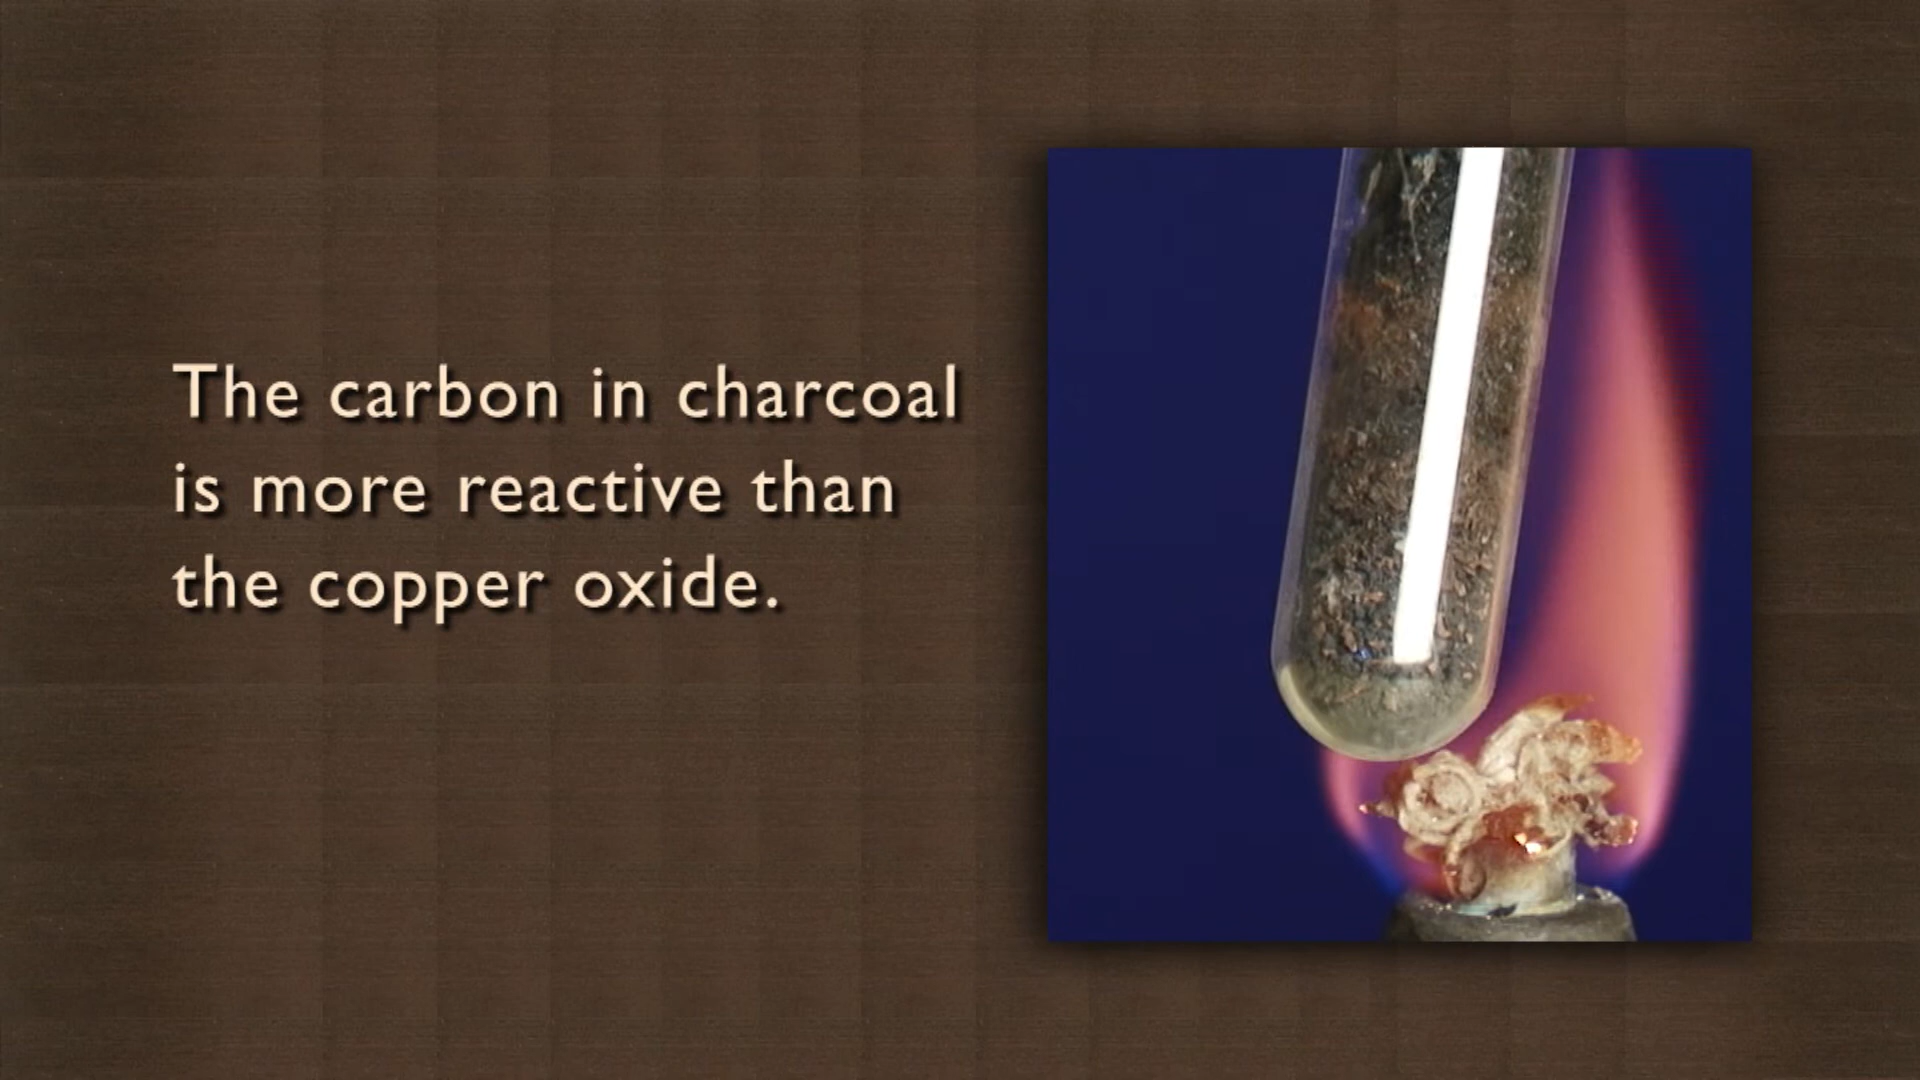 The carbon in charcoal
is more reactive than
the copper oxide.